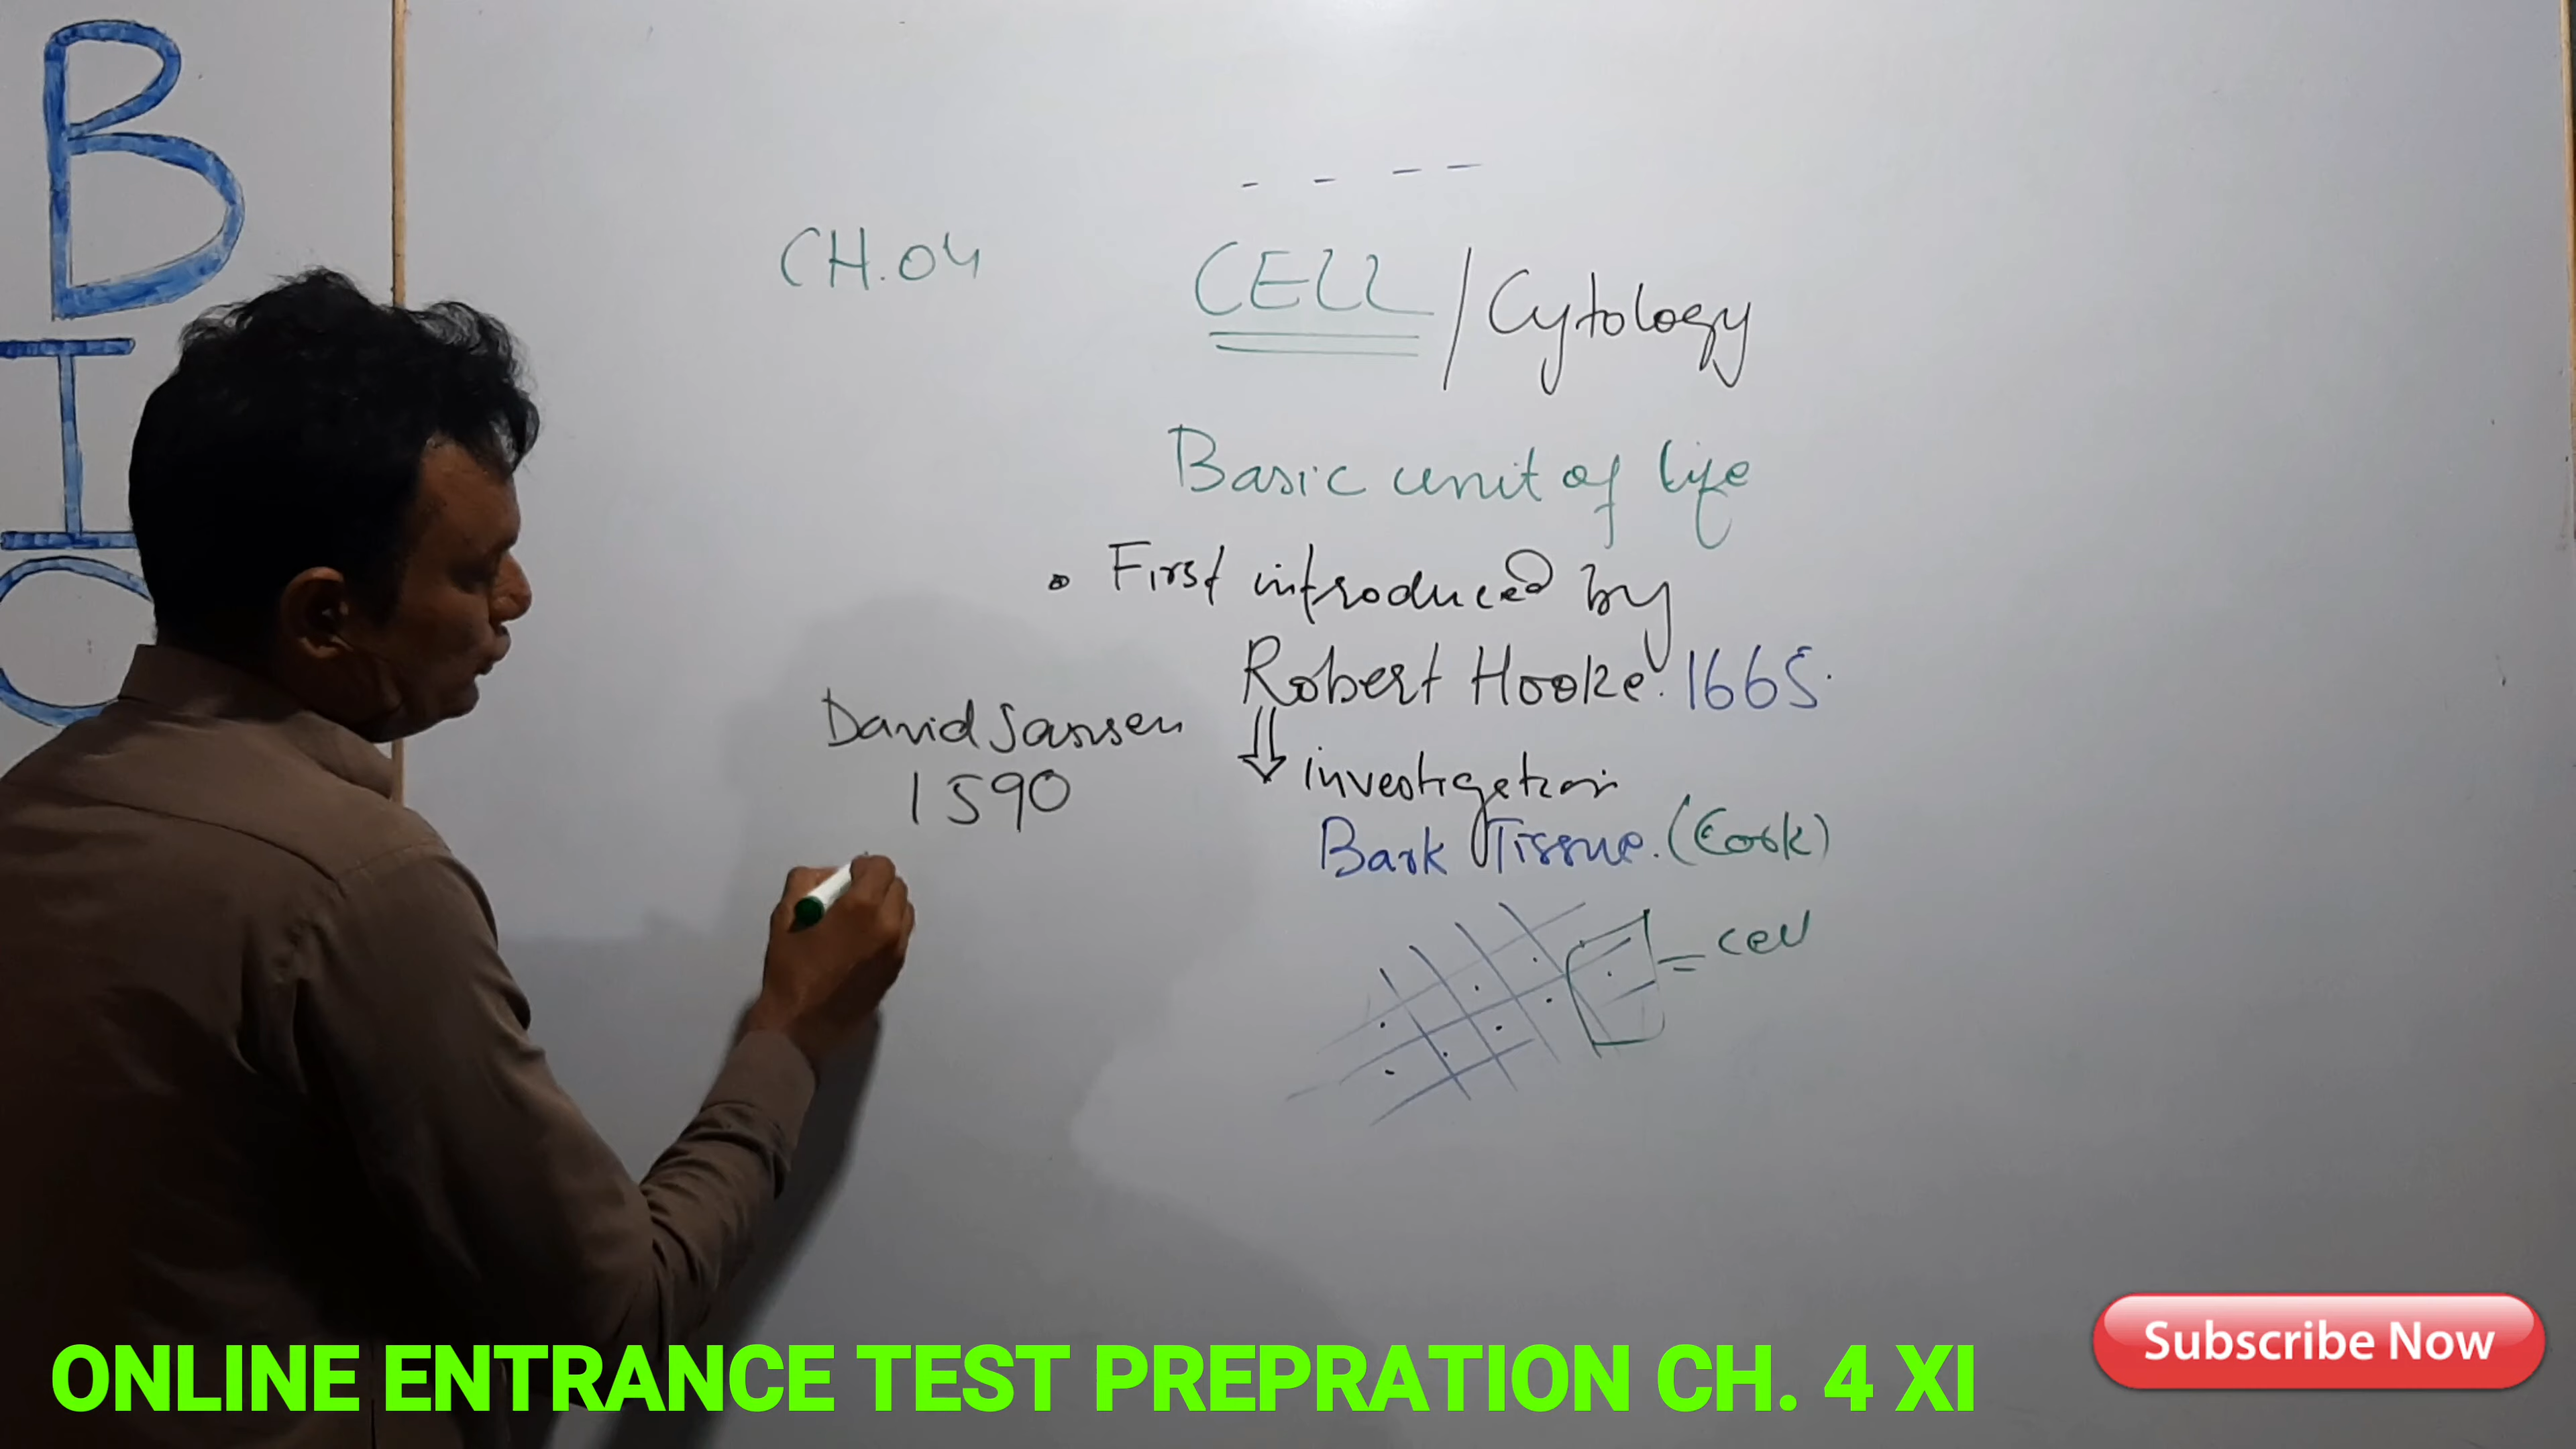 BIO
CH.04
CELL / Cytology
Basic unit of life
• First introduced by
Robert Hooke. 1665.
investigation
Bark Tissue. (Cork)
cell
David Jansen
1590
ONLINE ENTRANCE TEST PREPRATION CH. 4 XI
Subscribe Now